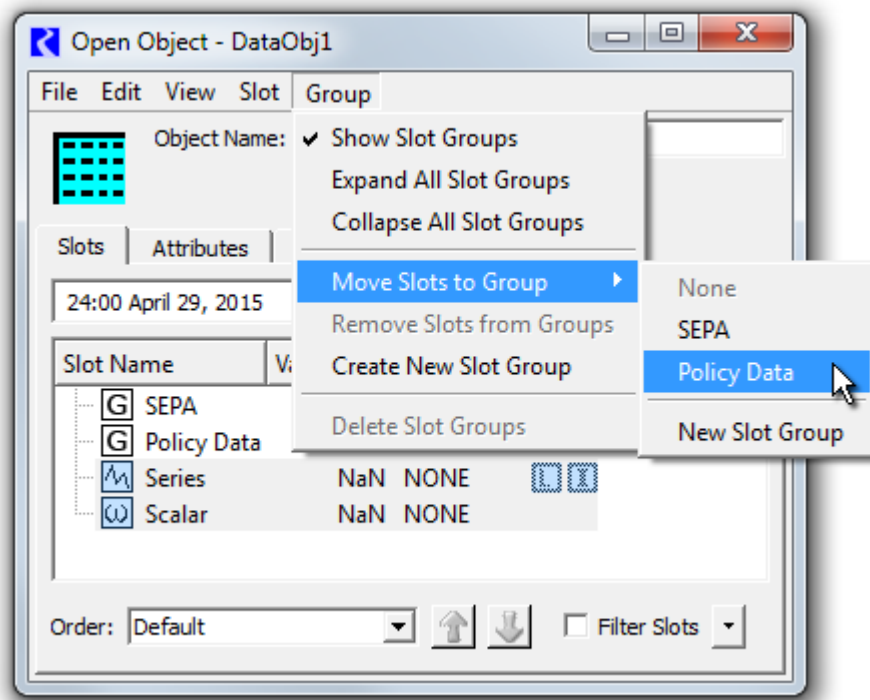 Open Object - DataObj1
File Edit View Slot Group
Object Name:
Show Slot Groups
Expand All Slot Groups
Collapse All Slot Groups
Slots Attributes
Move Slots to Group
None
24:00 April 29, 2015
Remove Slots from Groups
SEPA
Slot Name
Create New Slot Group
Policy Data
G SEPA
Delete Slot Groups
New Slot Group
G Policy Data
Series NaN NONE L I
ω Scalar NaN NONE
Order: Default Filter Slots